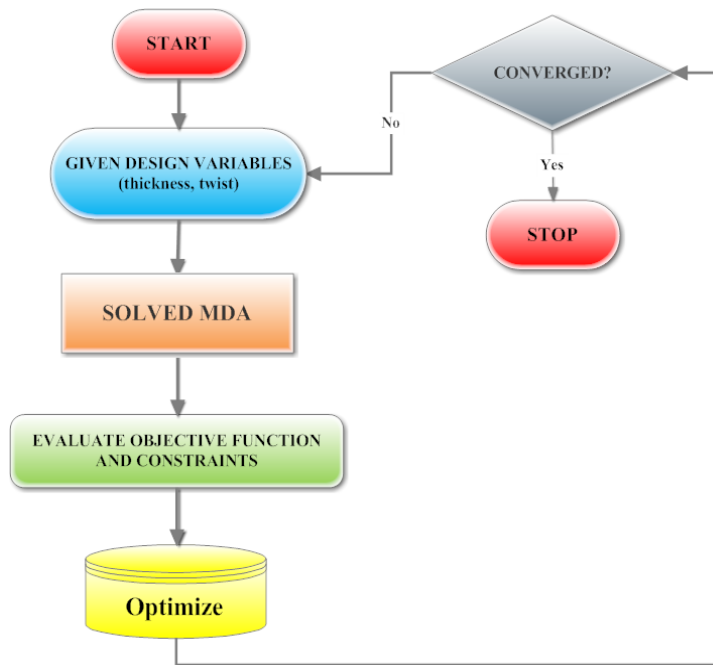 START
GIVEN DESIGN VARIABLES
(thickness, twist)
SOLVED MDA
EVALUATE OBJECTIVE FUNCTION
AND CONSTRAINTS
Optimize
CONVERGED?
No
Yes
STOP